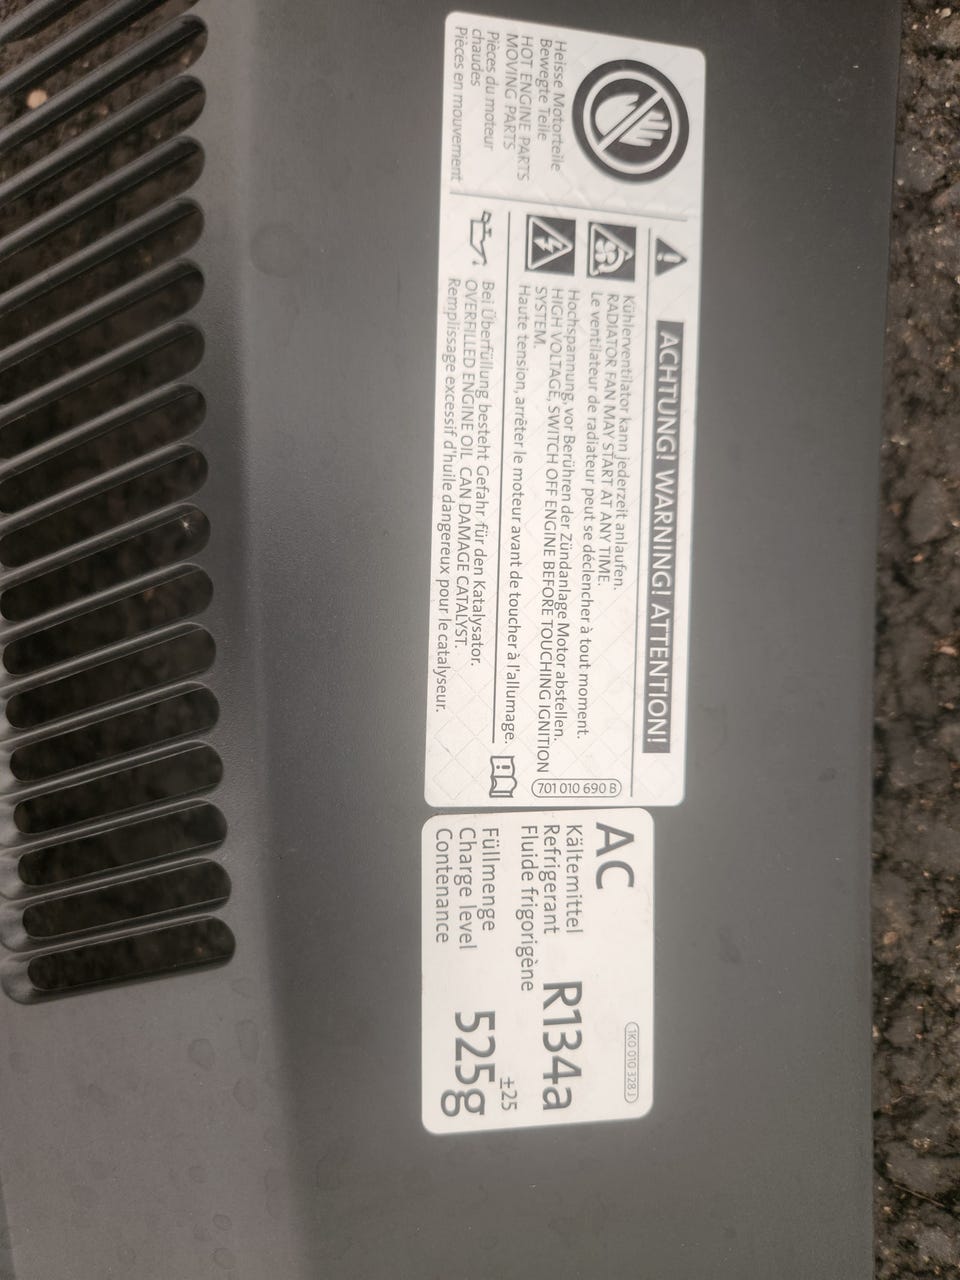 Heisse Motorteile
Bewegte Teile
HOT ENGINE PARTS
MOVING PARTS
Pièces du moteur
chaudes
Pièces en mouvement
ACHTUNG! WARNING! ATTENTION!
Kühlerventilator kann jederzeit anlaufen.
RADIATOR FAN MAY START AT ANY TIME.
Le ventilateur de radiateur peut se déclencher à tout moment.
Hochspannung, vor Berühren der Zündanlage Motor abstellen.
HIGH VOLTAGE, SWITCH OFF ENGINE BEFORE TOUCHING IGNITION
SYSTEM.
Haute tension, arrêter le moteur avant de toucher à l'allumage.
701 010 690 B
Bei Überfüllung besteht Gefahr für den Katalysator.
OVERFILLED ENGINE OIL CAN DAMAGE CATALYST.
Remplissage excessif d'huile dangereux pour le catalyseur.
AC
1K0 010 328 J
Kältemittel
Refrigerant R134a
Fluide frigorigène
Füllmenge ±25
Charge level 525g
Contenance